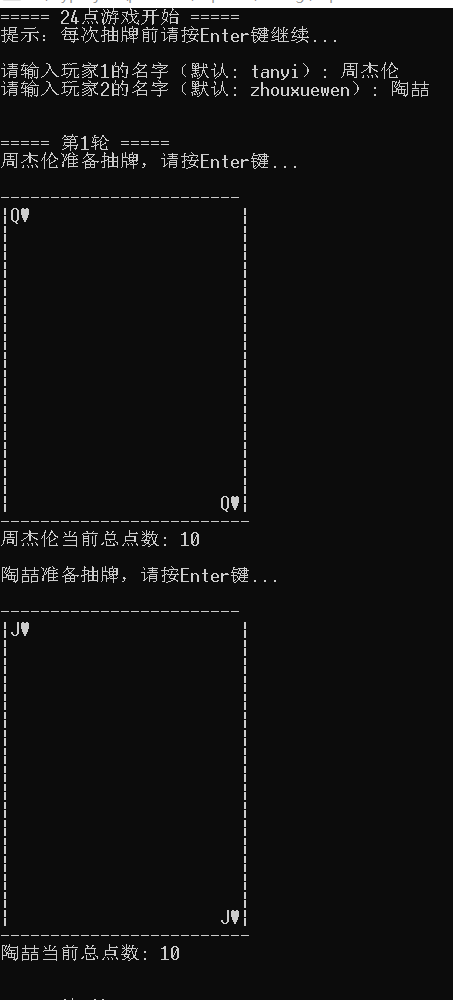 ===== 24点游戏开始 =====
提示: 每次抽牌前请按Enter键继续...
请输入玩家1的名字（默认: tanyi）: 周杰伦
请输入玩家2的名字（默认: zhouxuewen）: 陶喆
===== 第1轮 =====
周杰伦准备抽牌, 请按Enter键...
Q♥
Q♥
周杰伦当前总点数: 10
陶喆准备抽牌, 请按Enter键...
J♥
J♥
陶喆当前总点数: 10